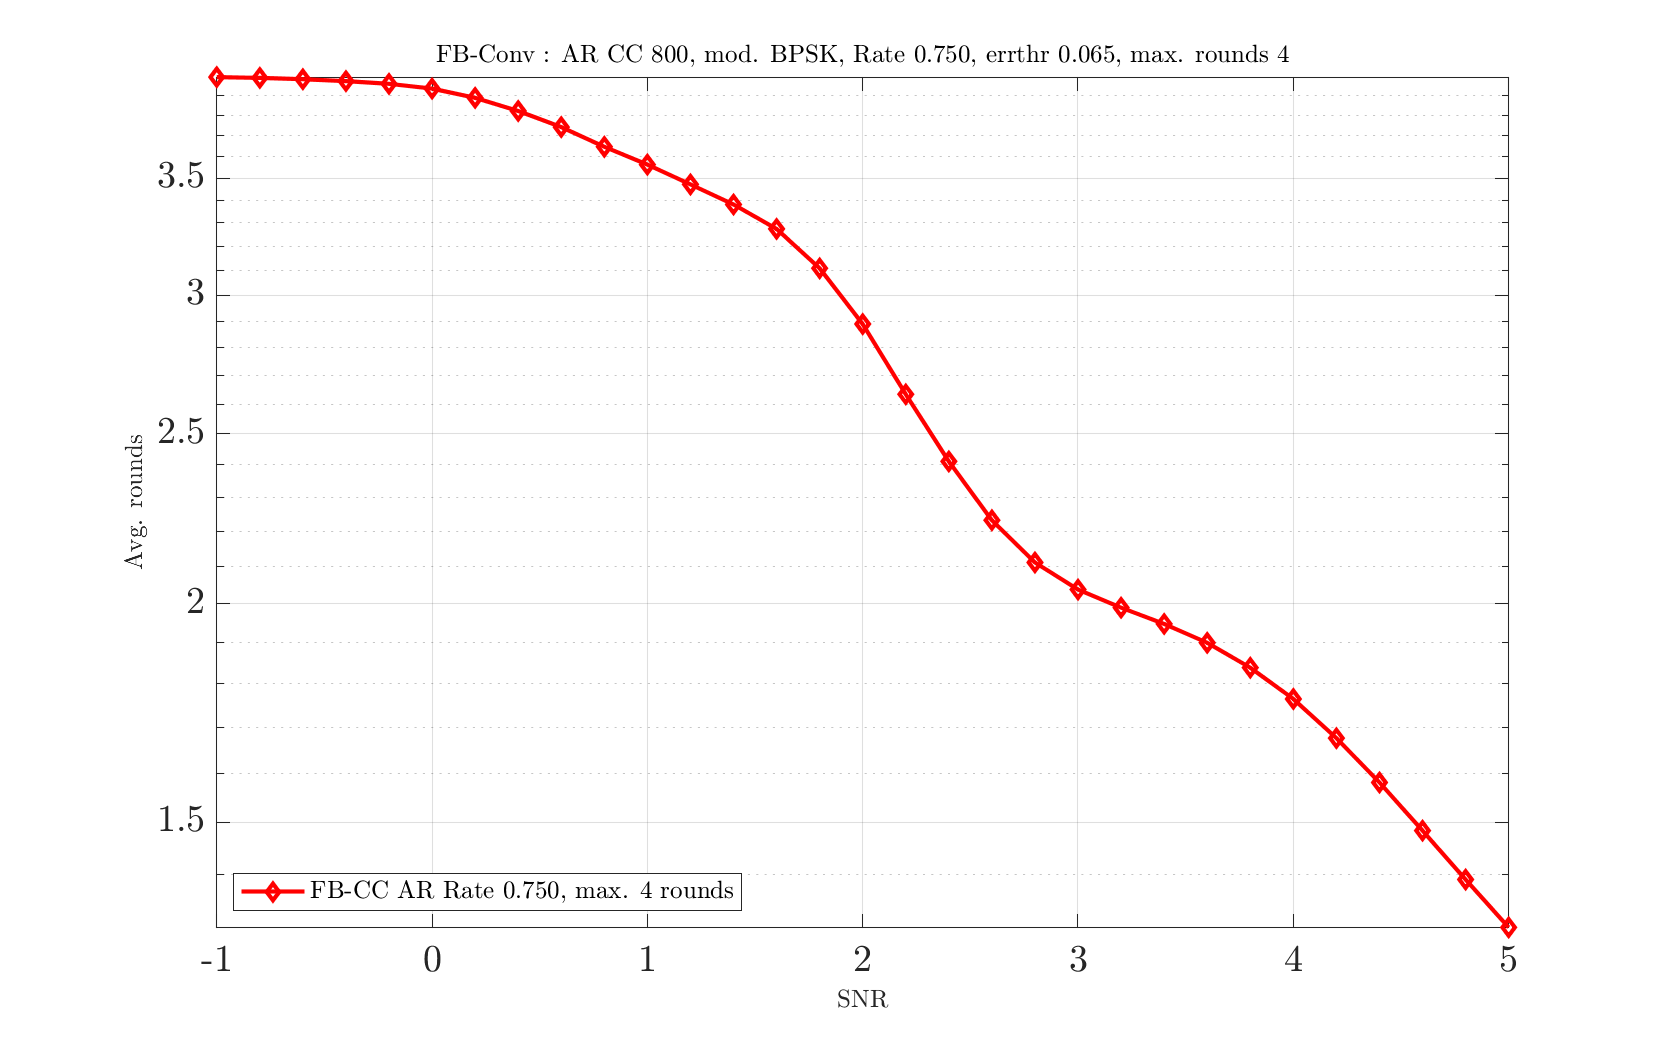 FB-Conv : AR CC 800, mod. BPSK, Rate 0.750, errthr 0.065, max. rounds 4
3.5
3
2.5
2
1.5
Avg. rounds
FB-CC AR Rate 0.750, max. 4 rounds
-1 0 1 2 3 4 5
SNR